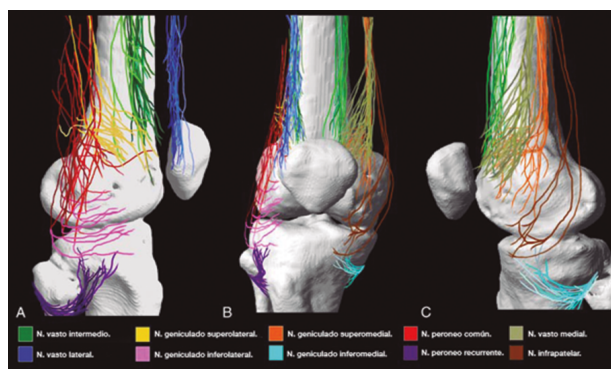 A B C
N. vasto intermedio. N. geniculado superolateral. N. geniculado superomedial. N. peroneo común. N. vasto medial.
N. vasto lateral. N. geniculado inferolateral. N. geniculado inferomedial. N. peroneo recurrente. N. infrapatelar.